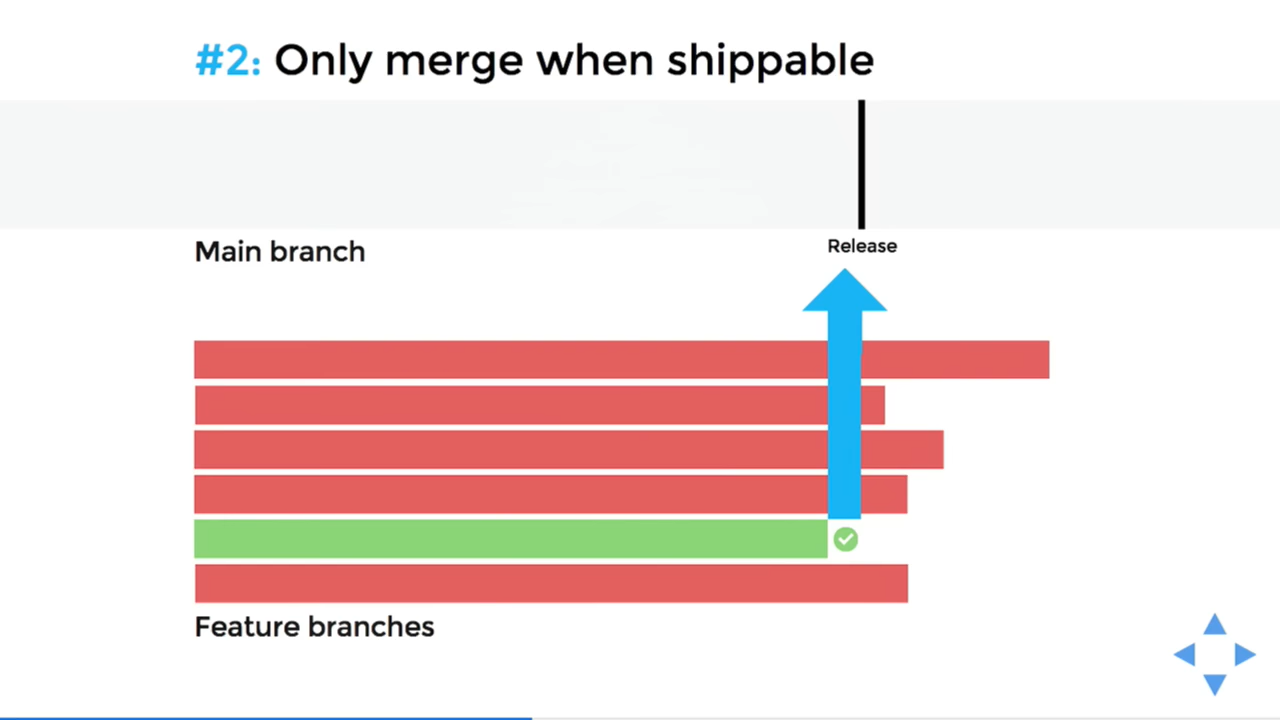 #2: Only merge when shippable
Main branch
Release
Feature branches